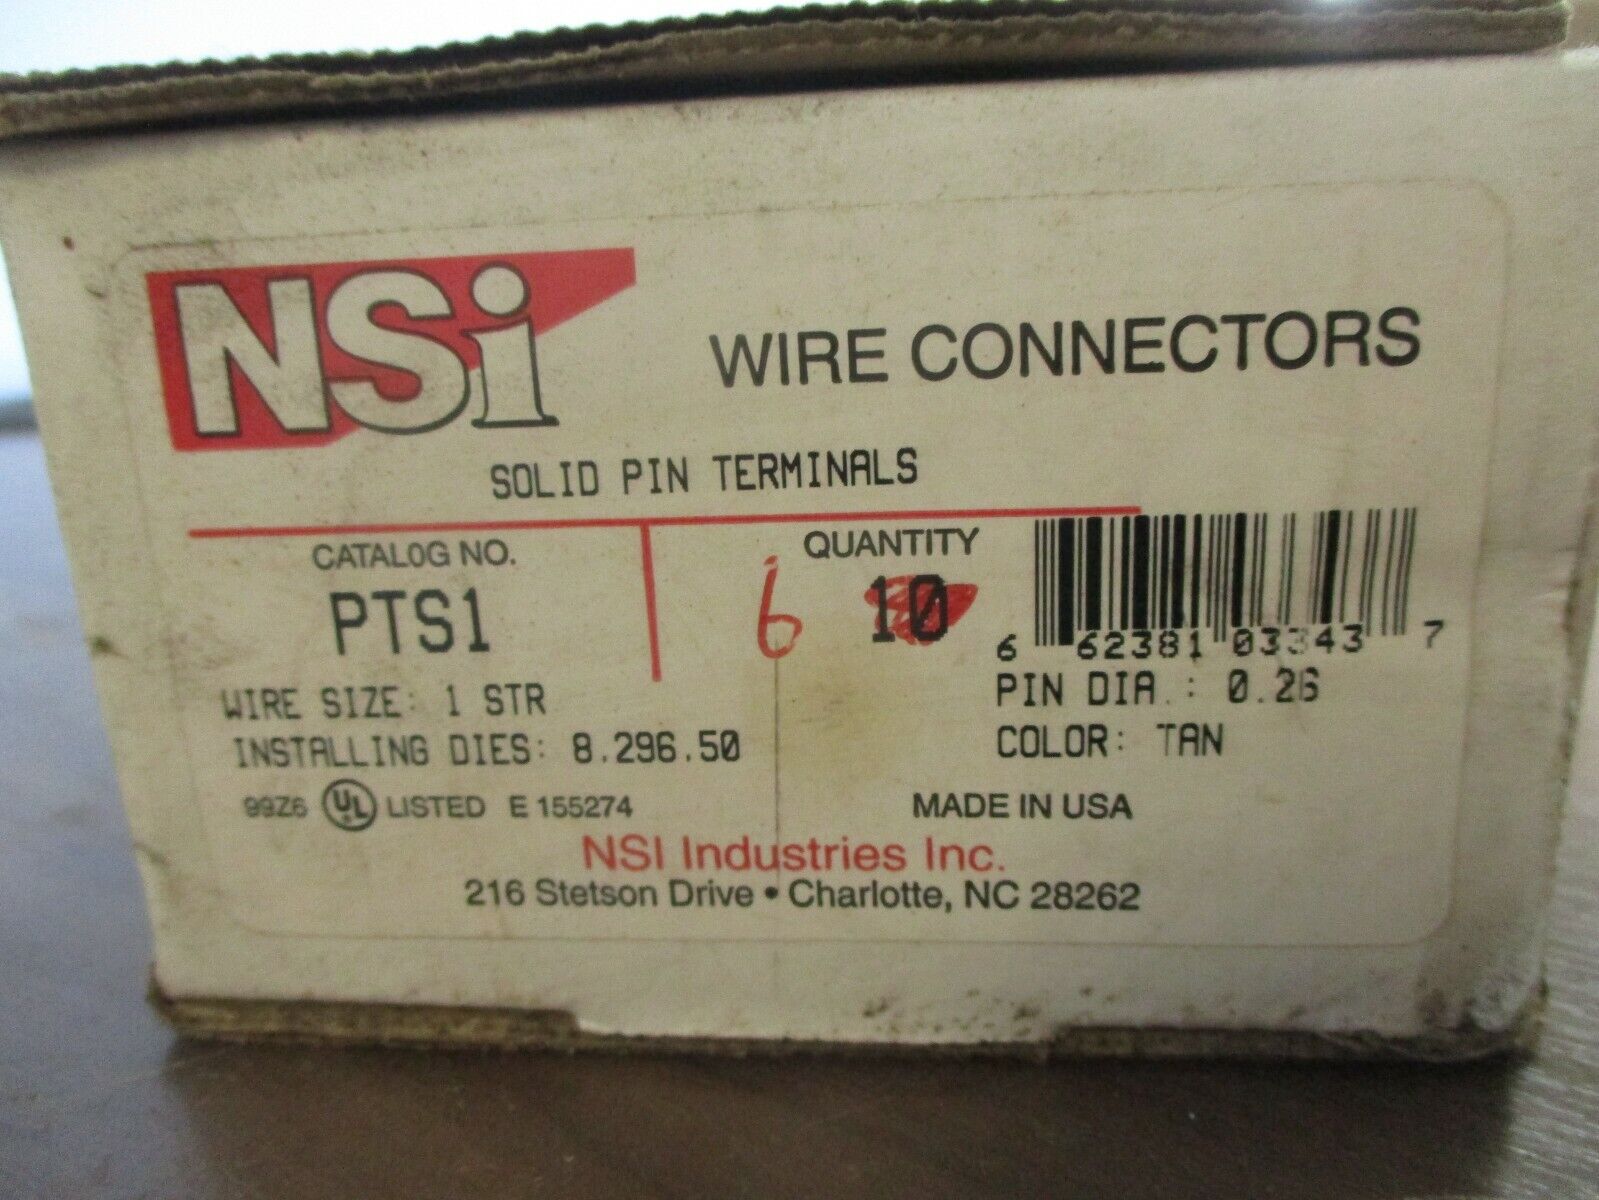 NSi
WIRE CONNECTORS
SOLID PIN TERMINALS
CATALOG NO.
PTS1
QUANTITY
6 10
6 62381 03343 7
WIRE SIZE: 1 STR
INSTALLING DIES: 8.296.50
PIN DIA.: 0.26
COLOR: TAN
99Z6 UL LISTED E 155274
MADE IN USA
NSI Industries Inc.
216 Stetson Drive • Charlotte, NC 28262